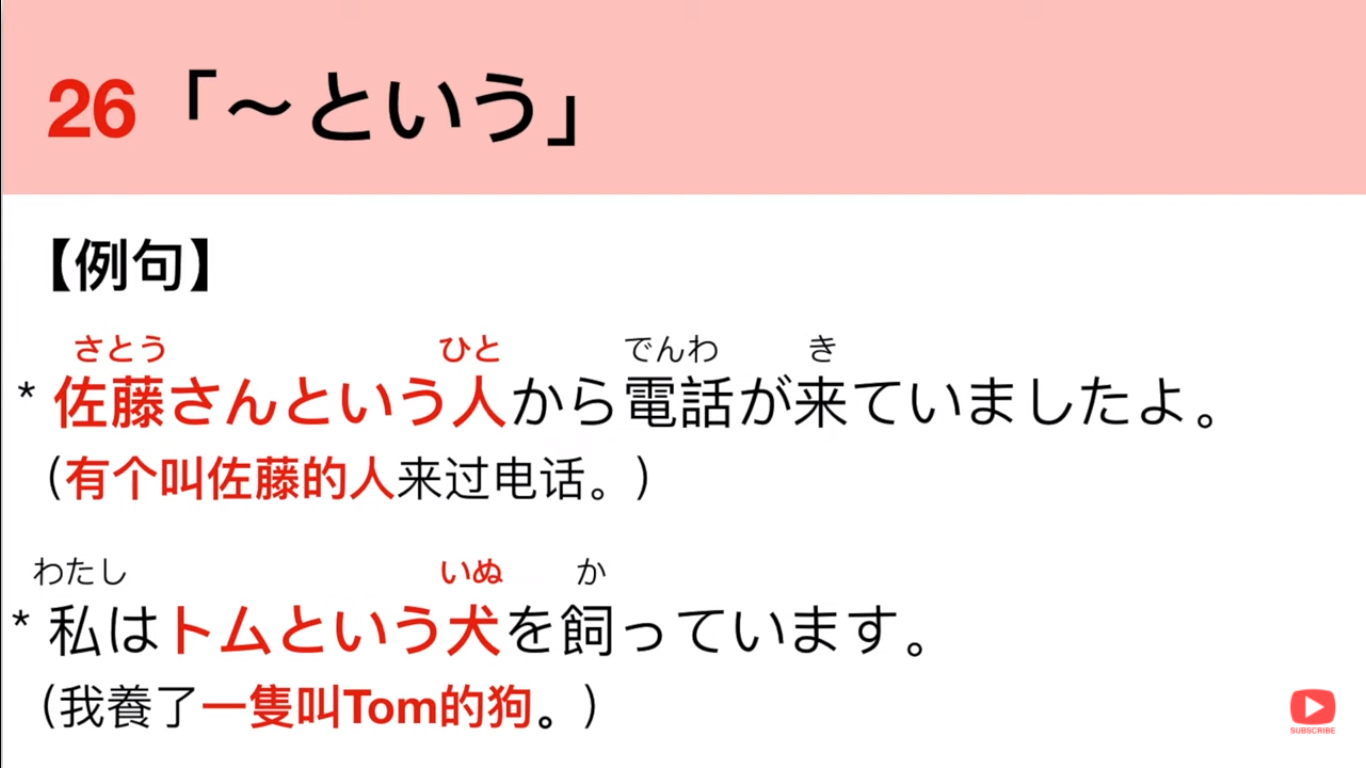 26「～という」
【例句】
さとう ひと でんわ き
* 佐藤さんという人から電話が来ていましたよ。
（有个叫佐藤的人来过电话。）
わたし いぬ か
* 私はトムという犬を飼っています。
（我養了一隻叫Tom的狗。）
SUBSCRIBE